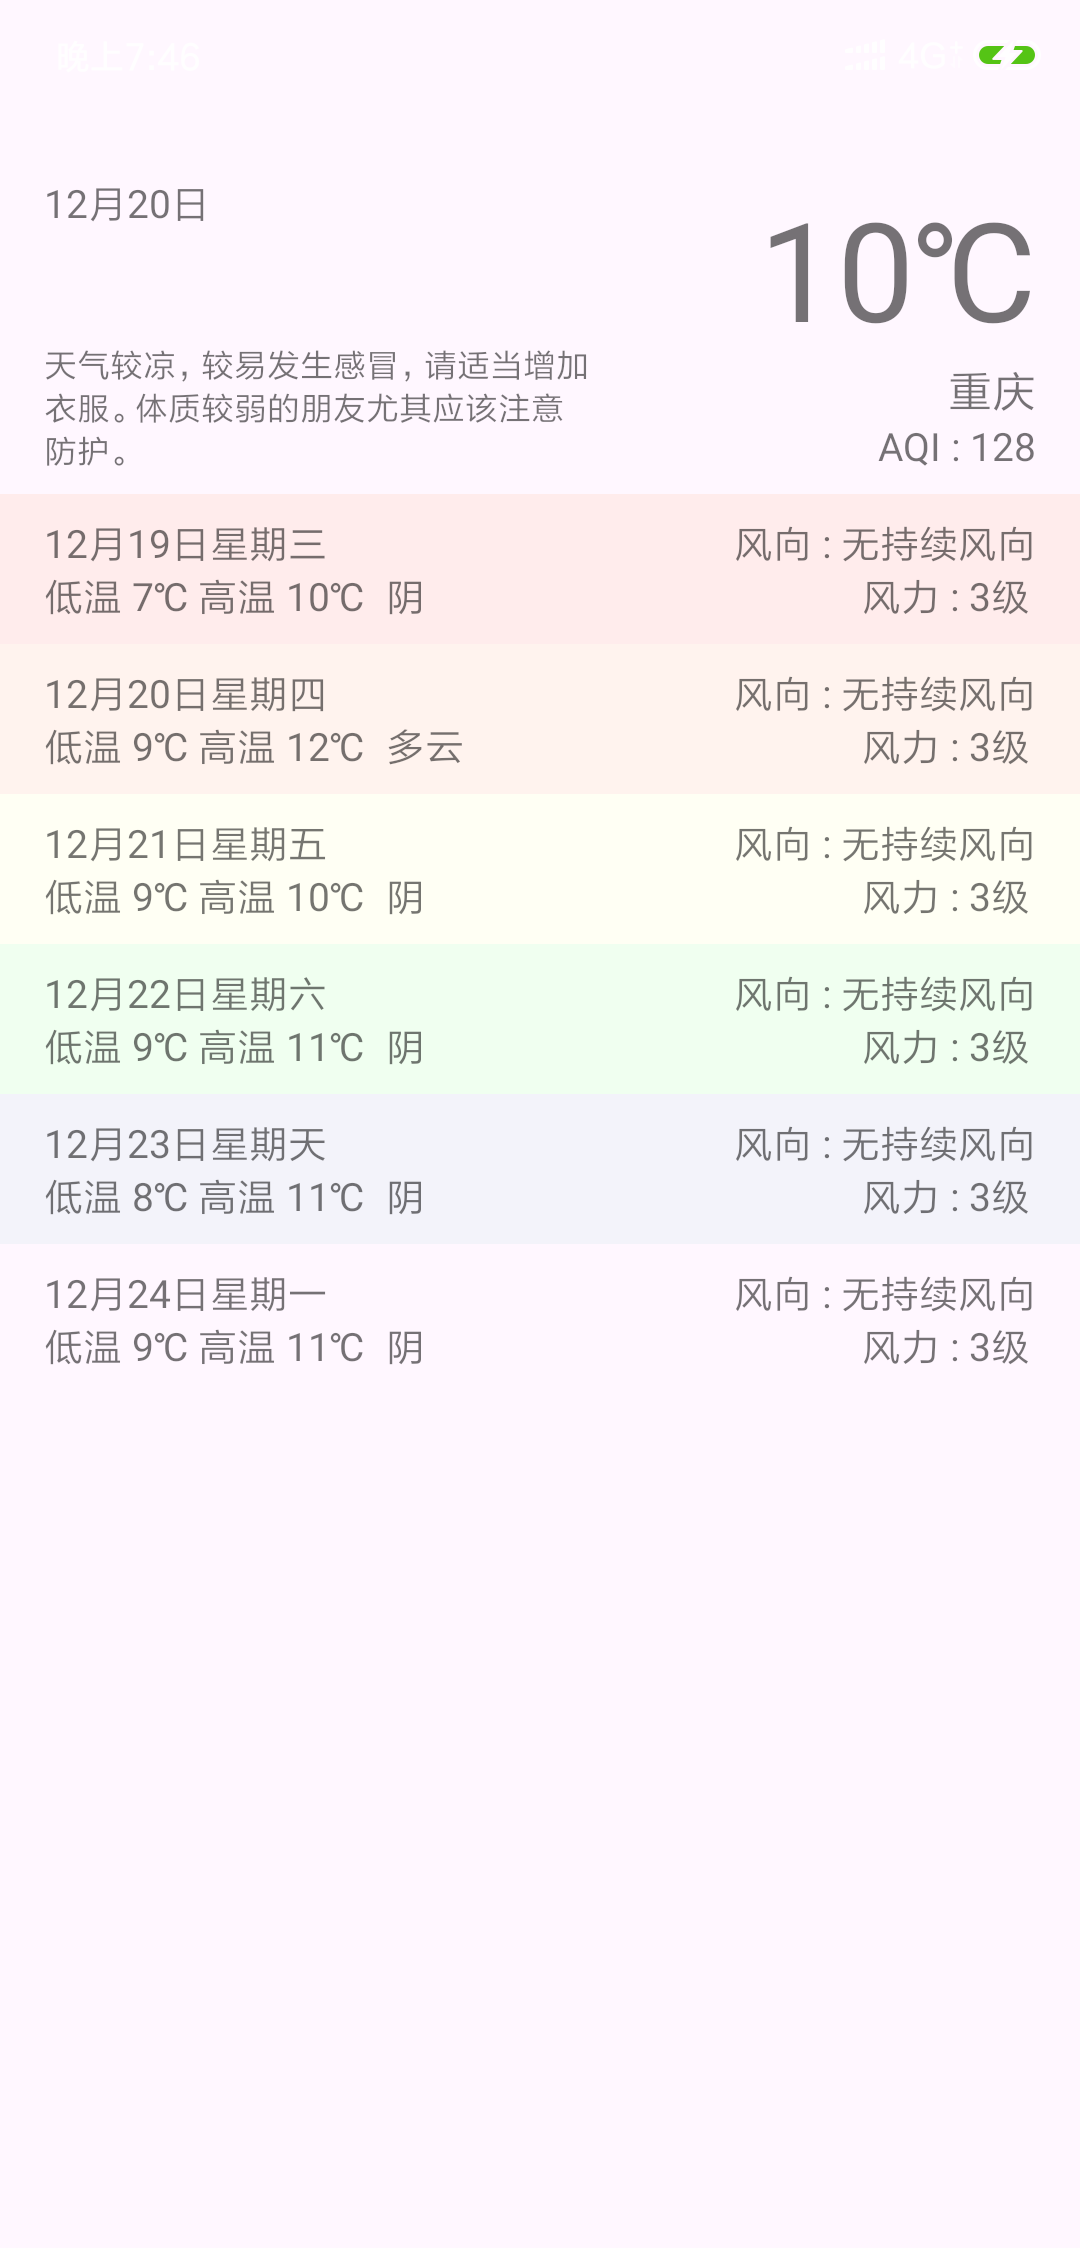 晚上7:46 4G
12月20日
10℃
天气较凉，较易发生感冒，请适当增加
衣服。体质较弱的朋友尤其应该注意
防护。
重庆
AQI : 128
12月19日星期三 风向 : 无持续风向
低温 7℃ 高温 10℃ 阴 风力 : 3级
12月20日星期四 风向 : 无持续风向
低温 9℃ 高温 12℃ 多云 风力 : 3级
12月21日星期五 风向 : 无持续风向
低温 9℃ 高温 10℃ 阴 风力 : 3级
12月22日星期六 风向 : 无持续风向
低温 9℃ 高温 11℃ 阴 风力 : 3级
12月23日星期天 风向 : 无持续风向
低温 8℃ 高温 11℃ 阴 风力 : 3级
12月24日星期一 风向 : 无持续风向
低温 9℃ 高温 11℃ 阴 风力 : 3级